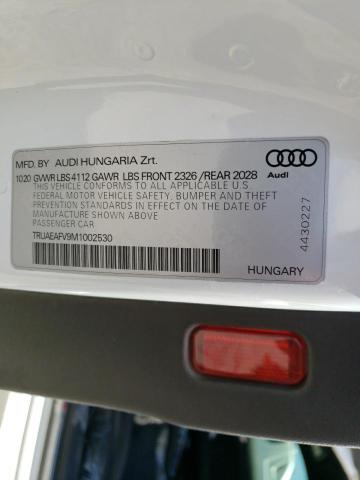 MFD. BY AUDI HUNGARIA Zrt.
1020 GVWR LBS 4112 GAWR LBS FRONT 2326 /REAR 2028
THIS VEHICLE CONFORMS TO ALL APPLICABLE U.S.
FEDERAL MOTOR VEHICLE SAFETY, BUMPER AND THEFT
PREVENTION STANDARDS IN EFFECT ON THE DATE OF
MANUFACTURE SHOWN ABOVE
PASSENGER CAR
TRUAEAFV9M1002530
Audi
4430227
HUNGARY